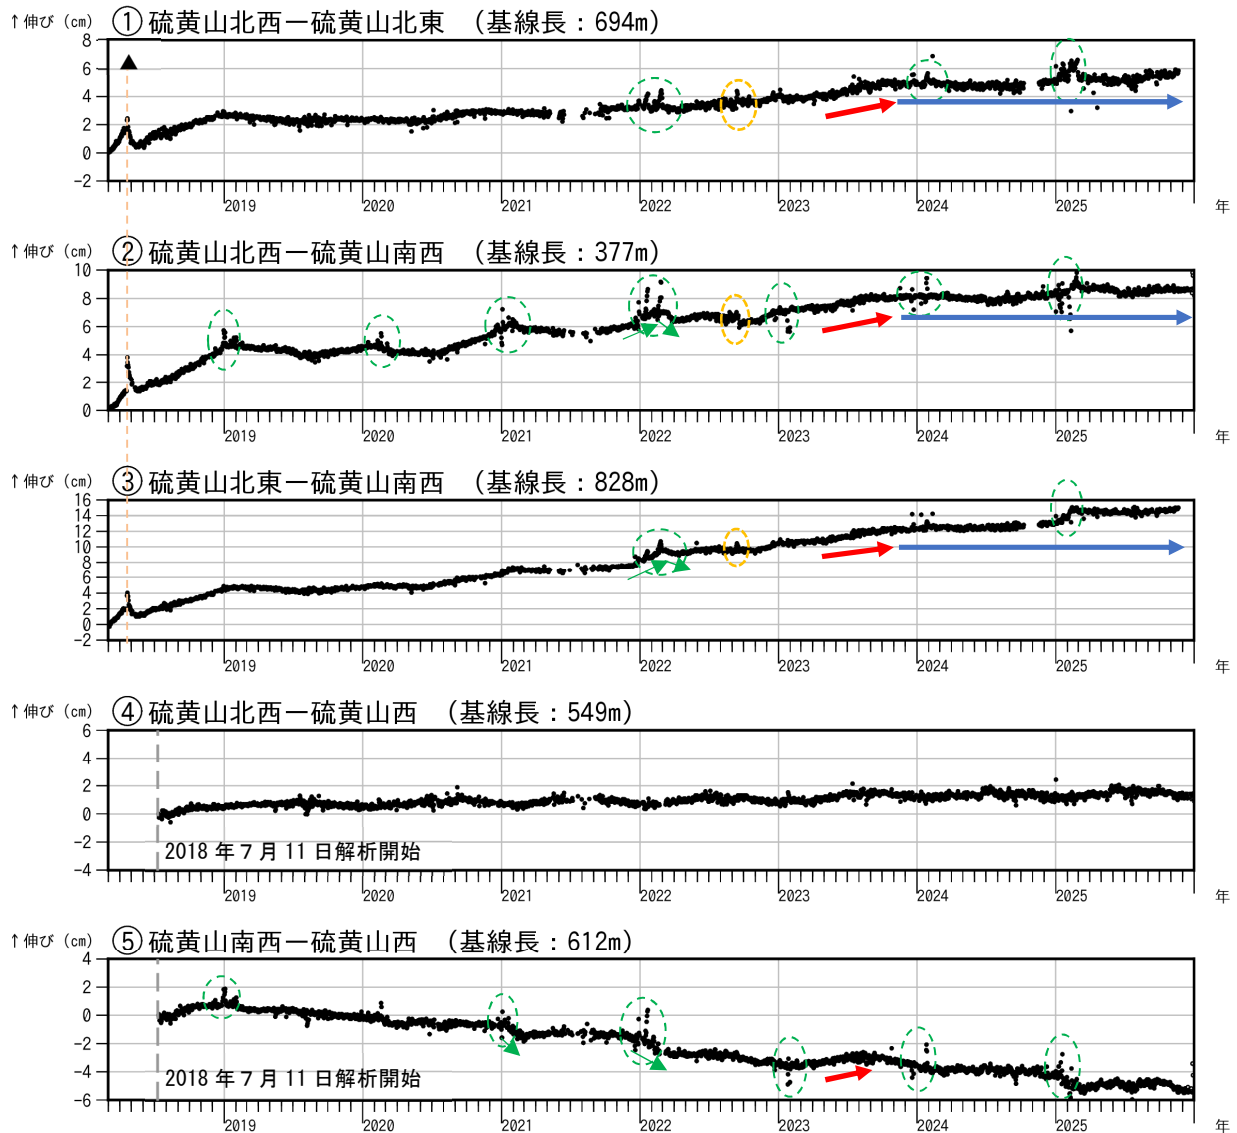 ↑伸び（cm） ①硫黄山北西－硫黄山北東 （基線長：694m）
8
6
4
2
0
-2
2019 2020 2021 2022 2023 2024 2025 年
↑伸び（cm） ②硫黄山北西－硫黄山南西 （基線長：377m）
10
8
6
4
2
0
2019 2020 2021 2022 2023 2024 2025 年
↑伸び（cm） ③硫黄山北東－硫黄山南西 （基線長：828m）
16
14
12
10
8
6
4
2
0
-2
2019 2020 2021 2022 2023 2024 2025 年
↑伸び（cm） ④硫黄山北西－硫黄山西 （基線長：549m）
6
4
2
0
-2
2018年7月11日解析開始
-4
2019 2020 2021 2022 2023 2024 2025 年
↑伸び（cm） ⑤硫黄山南西－硫黄山西 （基線長：612m）
4
2
0
-2
-4
2018年7月11日解析開始
-6
2019 2020 2021 2022 2023 2024 2025 年